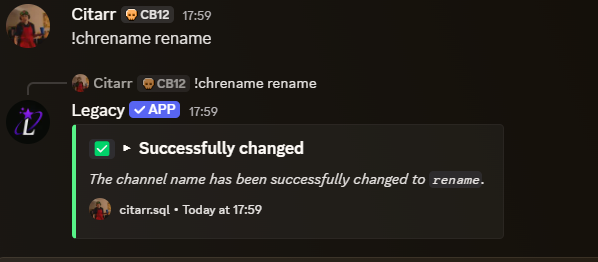 Citarr CB12 17:59
!chrename rename
Citarr CB12 !chrename rename
Legacy ✓ APP 17:59
✅ ► Successfully changed
The channel name has been successfully changed to rename.
citarr.sql • Today at 17:59